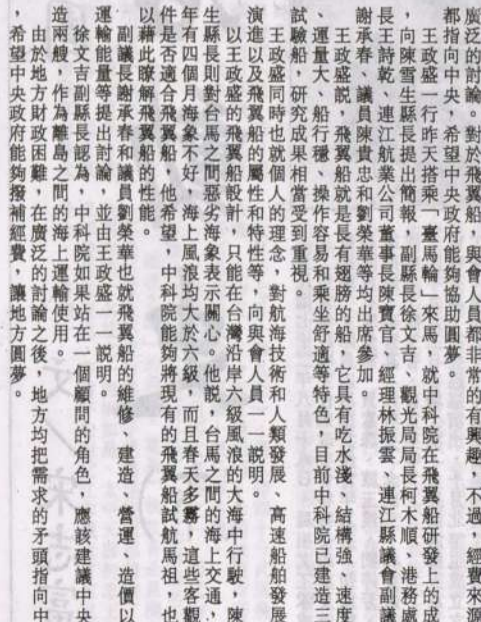 廣泛的討論。對於飛翼船，與會人員都非常的有興趣，不過，經費來源
都指向中央，希望中央政府能夠協助圓夢。
王政盛一行昨天搭乘「臺馬輪」來馬，就中科院在飛翼船研發上的成
，向陳雪生縣長提出簡報，副縣長徐文吉、觀光局局長柯木順、港務處
長王詩乾、連江航業公司董事長陳寶官、經理林振雲、連江縣議會副議
謝承春、議員陳貴忠和劉榮華等均出席參加。
王政盛説，飛翼船就是長有翅膀的船，它具有吃水淺、結構強、速度
、運量大、船行穩、操作容易和乘坐舒適等特色，目前中科院已建造三
試驗船，研究成果相當受到重視。
王政盛同時也就個人的理念，對航海技術和人類發展、高速船舶發展
演進以及飛翼船的屬性和特性等，向與會人員一一説明。
以王政盛的飛翼船設計，只能在台灣沿岸六級風浪的大海中行駛，陳
生縣長則對台馬之間惡劣海象表示關心。他説，台馬之間的海上交通，
年有四個月海象不好，海上風浪均大於六級，而且春天多霧，這些客觀
件是否適合飛翼船，他希望，中科院能夠將現有的飛翼船試航馬祖，也
以藉此瞭解飛翼船的性能。
副議長謝承春和議員劉榮華也就飛翼船的維修、建造、營運、造價以
運輸能量等提出討論，並由王政盛一一説明。
徐文吉副縣長認為，中科院如果站在一個顧問的角色，應該建議中央
造兩艘，作為離島之間的海上運輸使用。
由於地方財政困難，在廣泛的討論之後，地方均把需求的矛頭指向中
，希望中央政府能夠撥補經費，讓地方圓夢。